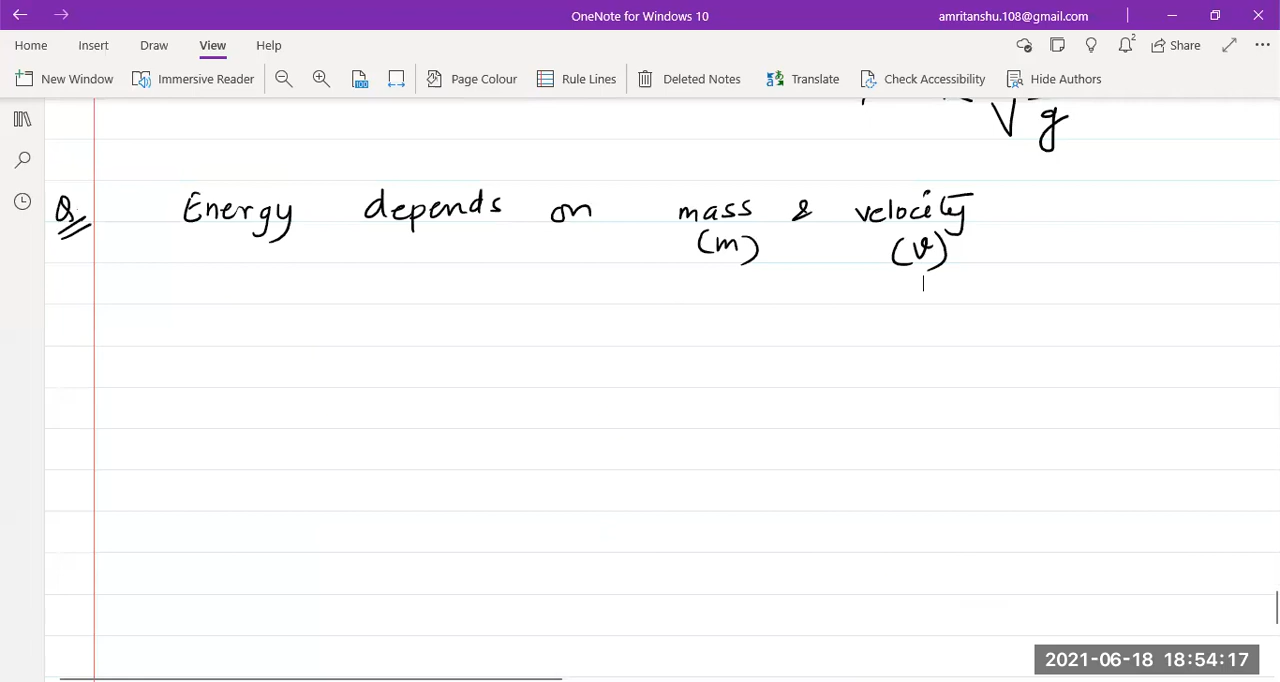 OneNote for Windows 10
amritanshu.108@gmail.com
Home Insert Draw View Help
2
Share
New Window Immersive Reader 100 Page Colour Rule Lines Deleted Notes Translate Check Accessibility Hide Authors
√ g
Q. Energy depends on mass & velocity
(m) (v)
2021-06-18 18:54:17